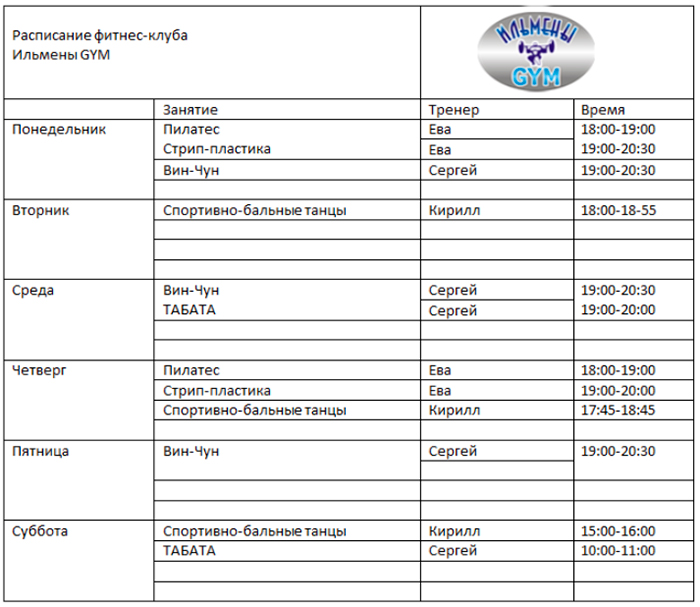 Расписание фитнес-клуба
Ильмены GYM
ИЛЬМЕНЫ
GYM
Занятие Тренер Время
Понедельник Пилатес Ева 18:00-19:00
Стрип-пластика Ева 19:00-20:30
Вин-Чун Сергей 19:00-20:30
Вторник Спортивно-бальные танцы Кирилл 18:00-18-55
Среда Вин-Чун Сергей 19:00-20:30
ТАБАТА Сергей 19:00-20:00
Четверг Пилатес Ева 18:00-19:00
Стрип-пластика Ева 19:00-20:00
Спортивно-бальные танцы Кирилл 17:45-18:45
Пятница Вин-Чун Сергей 19:00-20:30
Суббота Спортивно-бальные танцы Кирилл 15:00-16:00
ТАБАТА Сергей 10:00-11:00